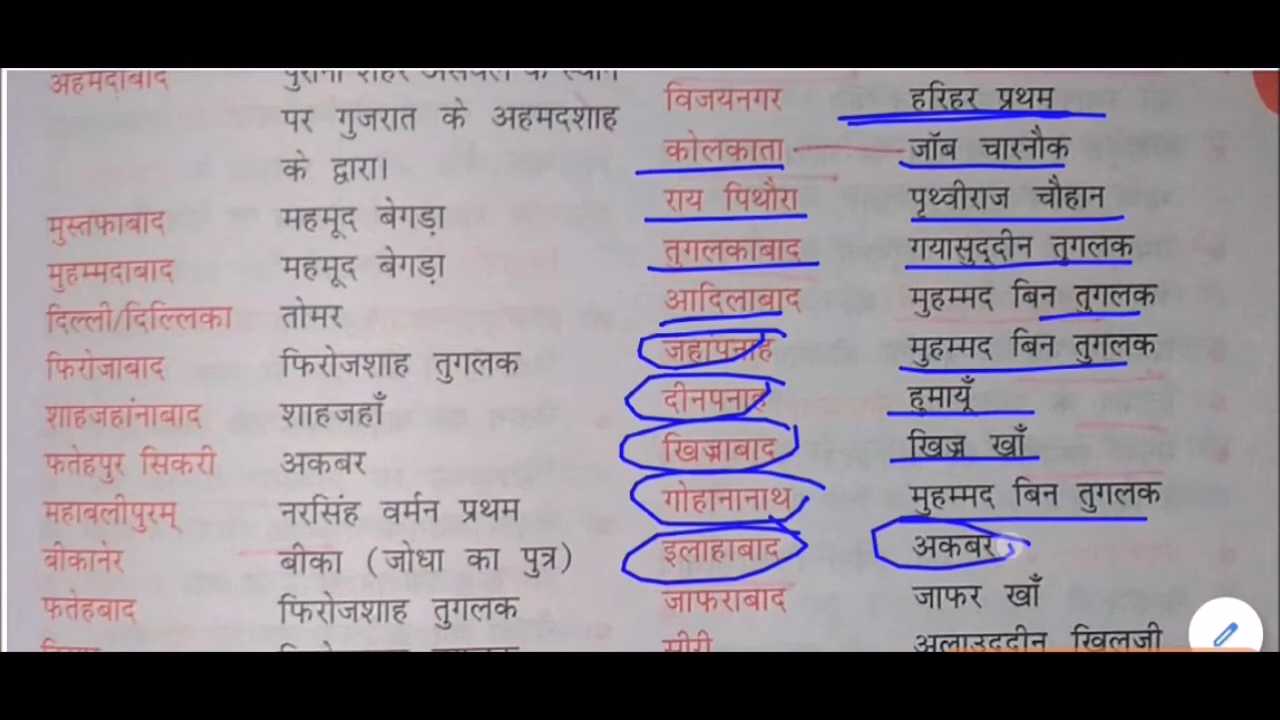 अहमदाबाद पुराना शहर असावल के स्थान
पर गुजरात के अहमदशाह
के द्वारा।
मुस्तफाबाद महमूद बेगड़ा
मुहम्मदाबाद महमूद बेगड़ा
दिल्ली/दिल्लिका तोमर
फिरोजाबाद फिरोजशाह तुगलक
शाहजहांनाबाद शाहजहाँ
फतेहपुर सिकरी अकबर
महाबलीपुरम् नरसिंह वर्मन प्रथम
बीकानेर बीका (जोधा का पुत्र)
फतेहबाद फिरोजशाह तुगलक
विजयनगर हरिहर प्रथम
कोलकाता जॉब चारनौक
राय पिथौरा पृथ्वीराज चौहान
तुगलकाबाद गयासुद्दीन तुगलक
आदिलाबाद मुहम्मद बिन तुगलक
जहांपनाह मुहम्मद बिन तुगलक
दीनपनाह हुमायूँ
खिज्राबाद खिज्र खाँ
गोहानानाथ मुहम्मद बिन तुगलक
इलाहाबाद अकबर
जाफराबाद जाफर खाँ
सीरी अलाउद्दीन खिलजी